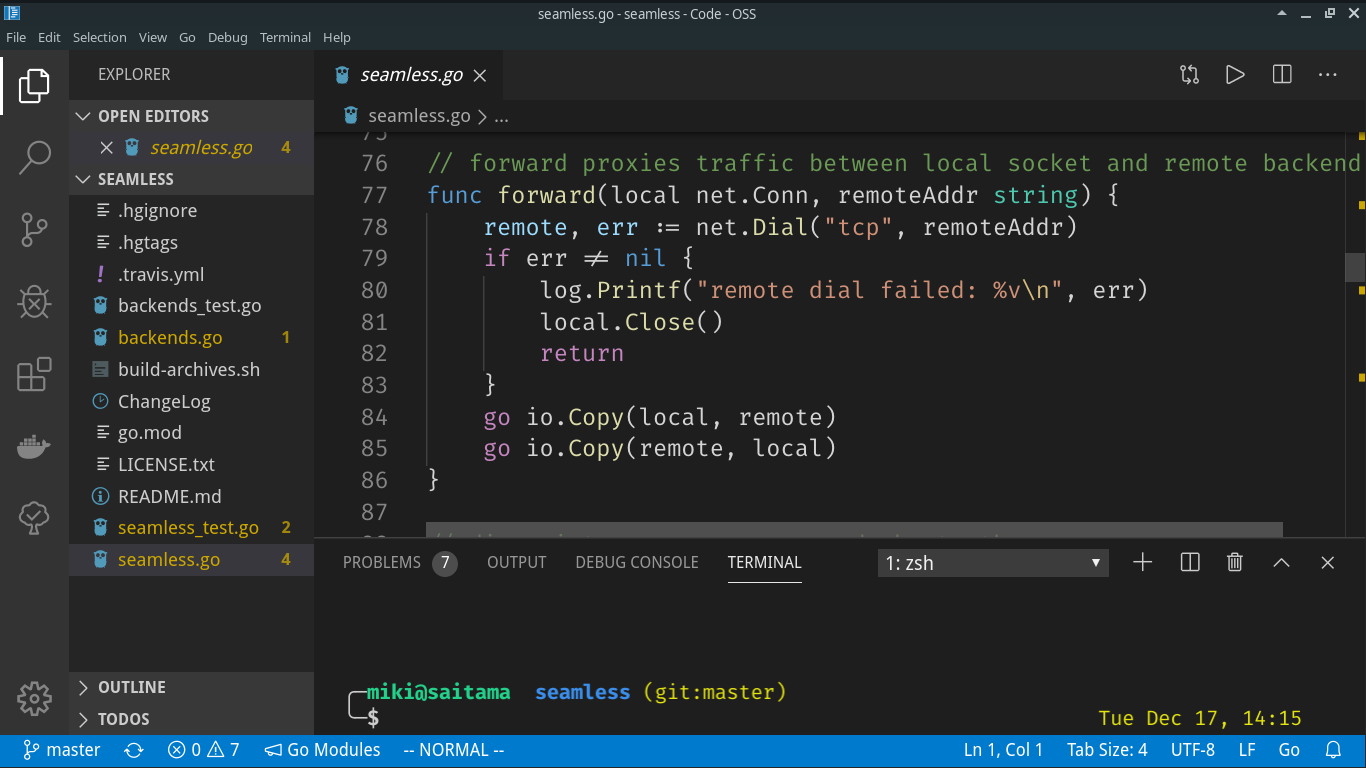 seamless.go - seamless - Code - OSS
File Edit Selection View Go Debug Terminal Help
EXPLORER
OPEN EDITORS
seamless.go 4
SEAMLESS
.hgignore
.hgtags
.travis.yml
backends_test.go
backends.go 1
build-archives.sh
ChangeLog
go.mod
LICENSE.txt
README.md
seamless_test.go 2
seamless.go 4
OUTLINE
TODOS
seamless.go
seamless.go > ...
75
76 // forward proxies traffic between local socket and remote backend
77 func forward(local net.Conn, remoteAddr string) {
78 remote, err := net.Dial("tcp", remoteAddr)
79 if err != nil {
80 log.Printf("remote dial failed: %v\n", err)
81 local.Close()
82 return
83 }
84 go io.Copy(local, remote)
85 go io.Copy(remote, local)
86 }
87
PROBLEMS 7 OUTPUT DEBUG CONSOLE TERMINAL 1: zsh
miki@saitama seamless (git:master)
$ Tue Dec 17, 14:15
master 0 7 Go Modules -- NORMAL -- Ln 1, Col 1 Tab Size: 4 UTF-8 LF Go